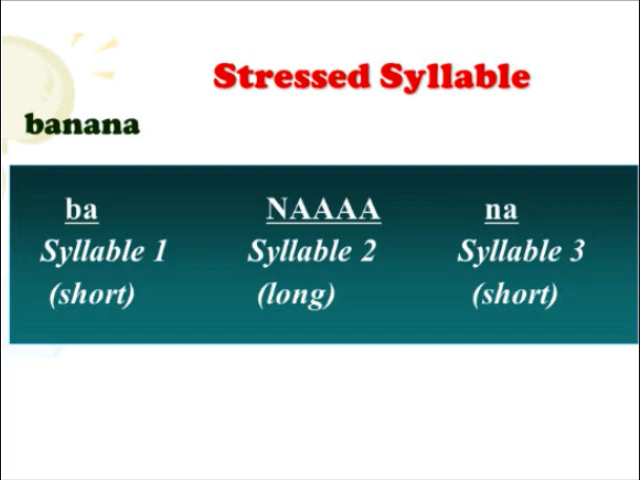 Stressed Syllable
banana
ba NAAAA na
Syllable 1 Syllable 2 Syllable 3
(short) (long) (short)